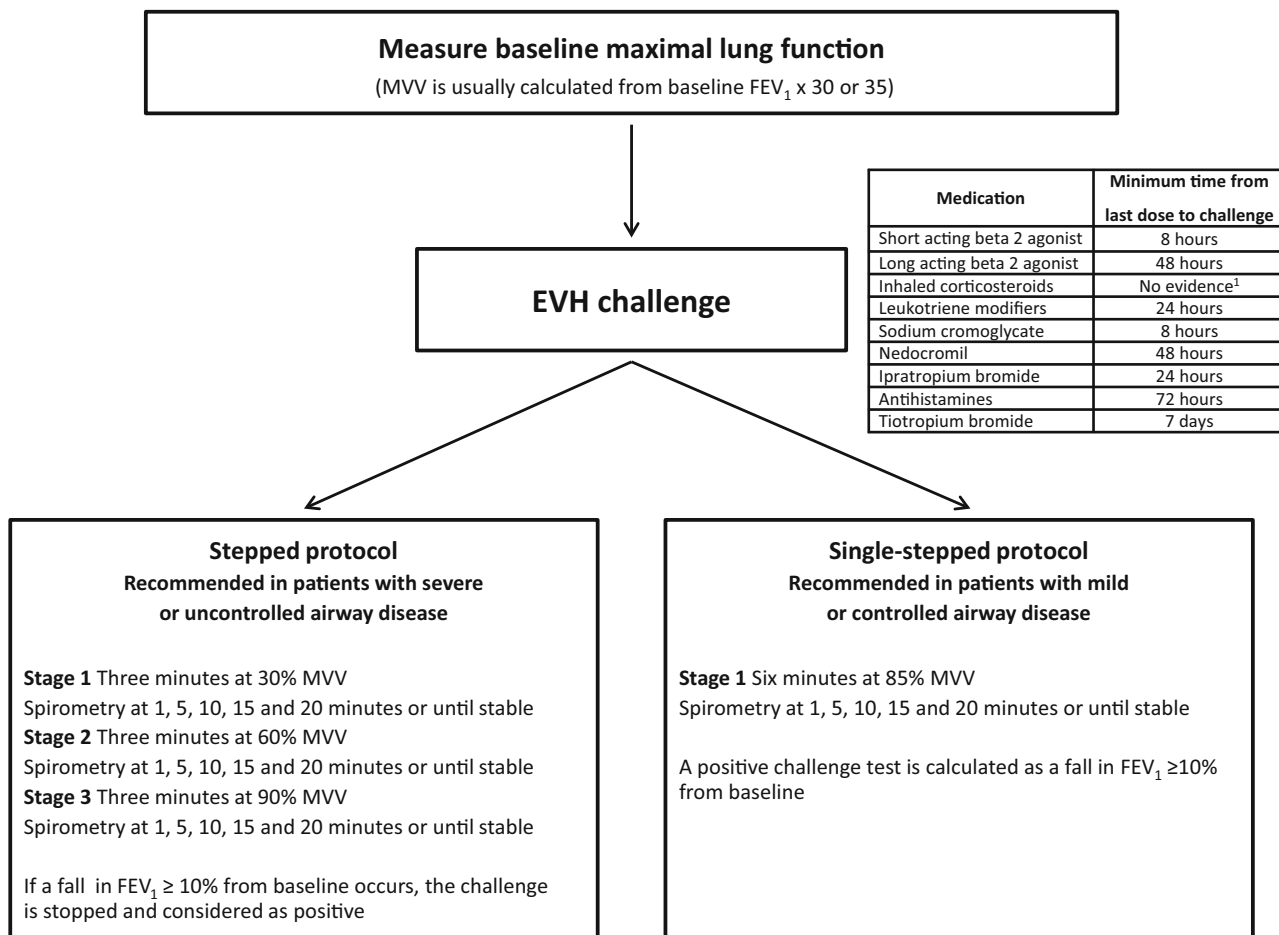 Measure baseline maximal lung function
(MVV is usually calculated from baseline FEV₁ x 30 or 35)
Medication
Minimum time from
last dose to challenge
Short acting beta 2 agonist 8 hours
Long acting beta 2 agonist 48 hours
Inhaled corticosteroids No evidence¹
Leukotriene modifiers 24 hours
Sodium cromoglycate 8 hours
Nedocromil 48 hours
Ipratropium bromide 24 hours
Antihistamines 72 hours
Tiotropium bromide 7 days
EVH challenge
Stepped protocol
Recommended in patients with severe
or uncontrolled airway disease
Stage 1 Three minutes at 30% MVV
Spirometry at 1, 5, 10, 15 and 20 minutes or until stable
Stage 2 Three minutes at 60% MVV
Spirometry at 1, 5, 10, 15 and 20 minutes or until stable
Stage 3 Three minutes at 90% MVV
Spirometry at 1, 5, 10, 15 and 20 minutes or until stable
If a fall in FEV₁ ≥ 10% from baseline occurs, the challenge
is stopped and considered as positive
Single-stepped protocol
Recommended in patients with mild
or controlled airway disease
Stage 1 Six minutes at 85% MVV
Spirometry at 1, 5, 10, 15 and 20 minutes or until stable
A positive challenge test is calculated as a fall in FEV₁ ≥10%
from baseline